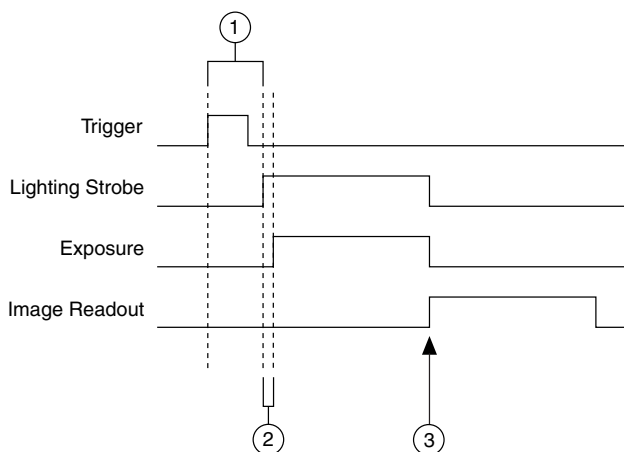 1
Trigger
Lighting Strobe
Exposure
Image Readout
2
3